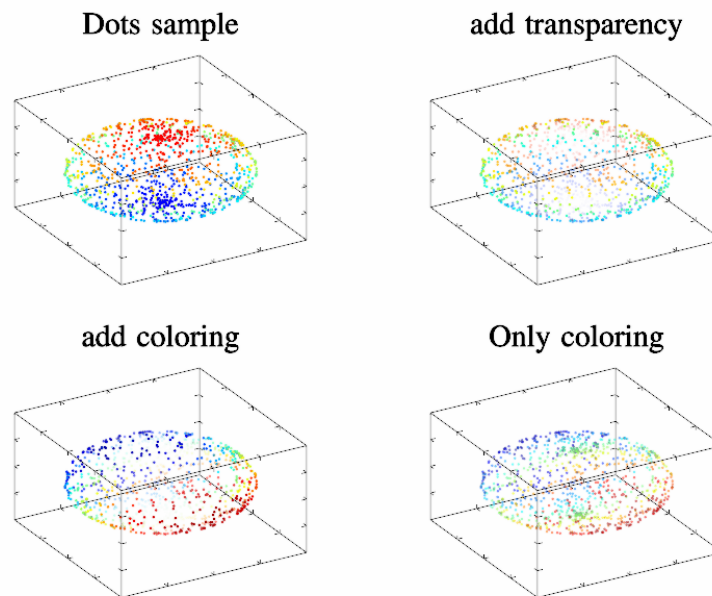 Dots sample
add transparency
add coloring
Only coloring